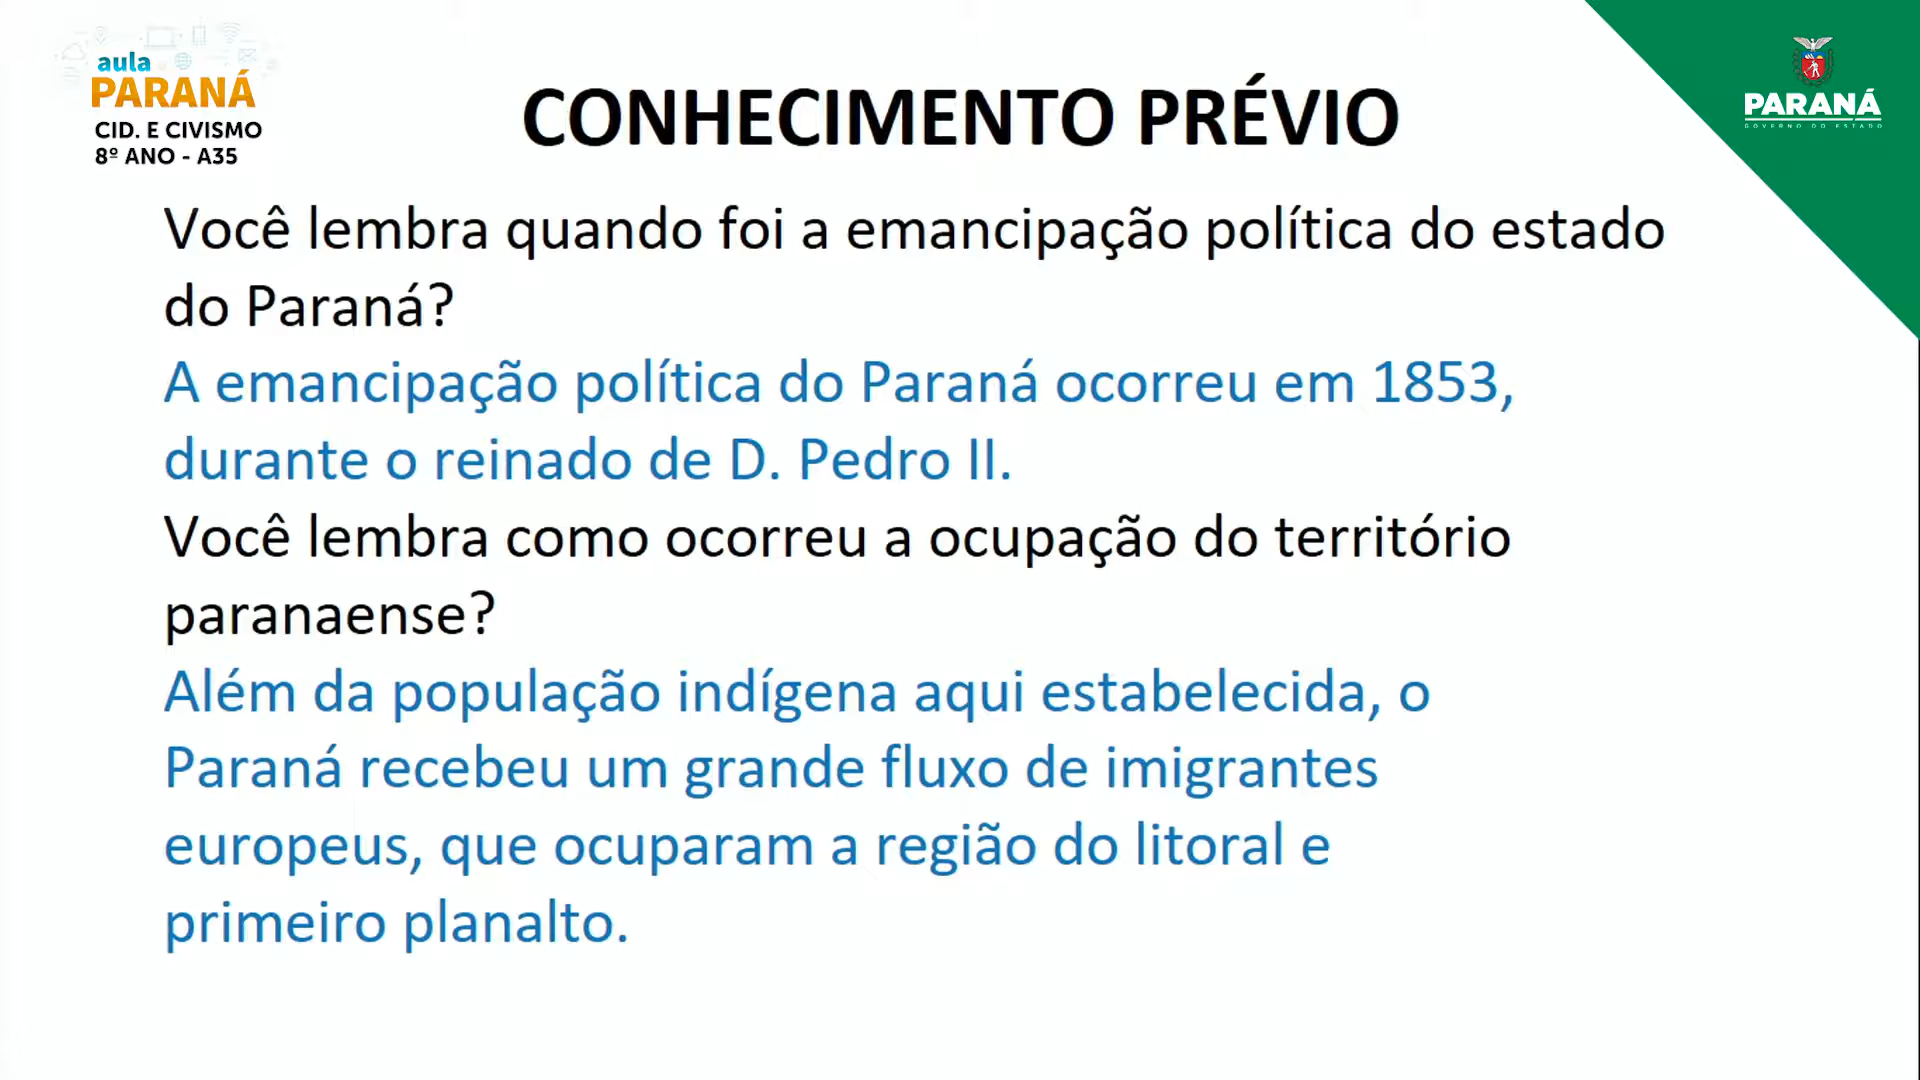 aula
PARANÁ
CID. E CIVISMO
8º ANO - A35
CONHECIMENTO PRÉVIO
PARANÁ
GOVERNO DO ESTADO
Você lembra quando foi a emancipação política do estado
do Paraná?
A emancipação política do Paraná ocorreu em 1853,
durante o reinado de D. Pedro II.
Você lembra como ocorreu a ocupação do território
paranaense?
Além da população indígena aqui estabelecida, o
Paraná recebeu um grande fluxo de imigrantes
europeus, que ocuparam a região do litoral e
primeiro planalto.